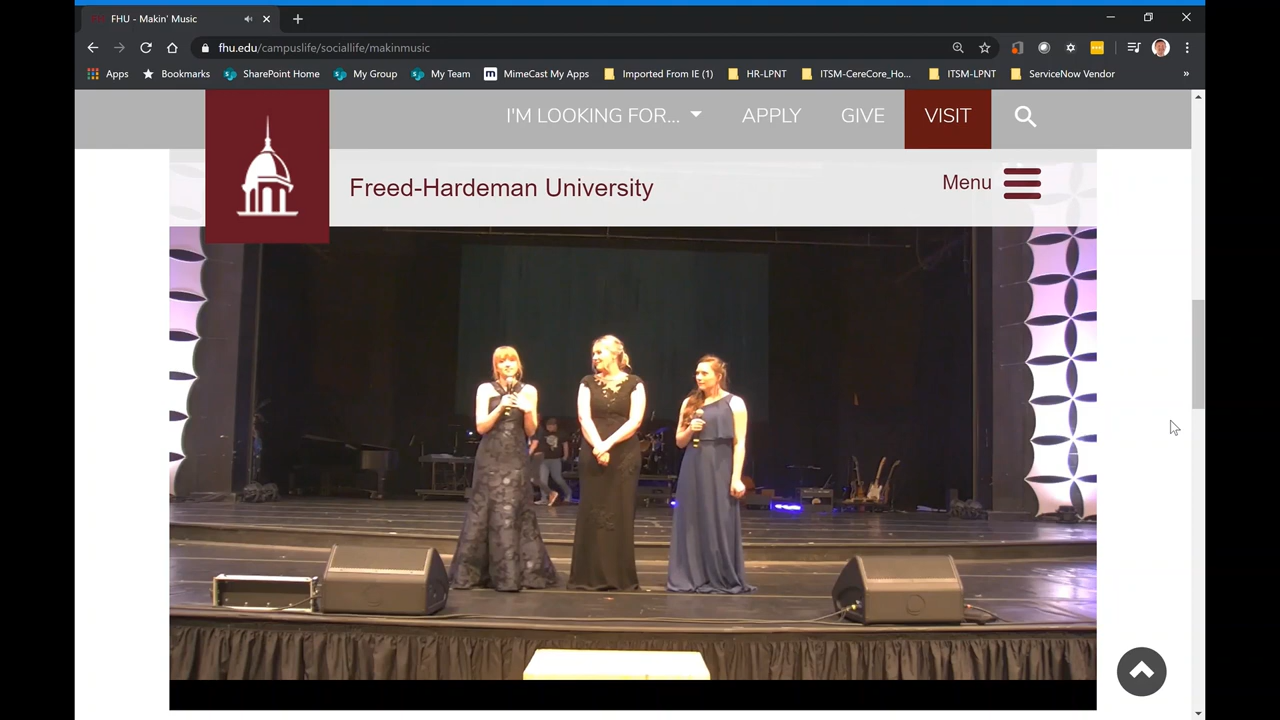 FHU - Makin' Music
fhu.edu/campuslife/sociallife/makinmusic
Apps Bookmarks SharePoint Home My Group My Team MimeCast My Apps Imported From IE (1) HR-LPNT ITSM-CereCore_Ho... ITSM-LPNT ServiceNow Vendor »
I'M LOOKING FOR... APPLY GIVE VISIT
Freed-Hardeman University
Menu